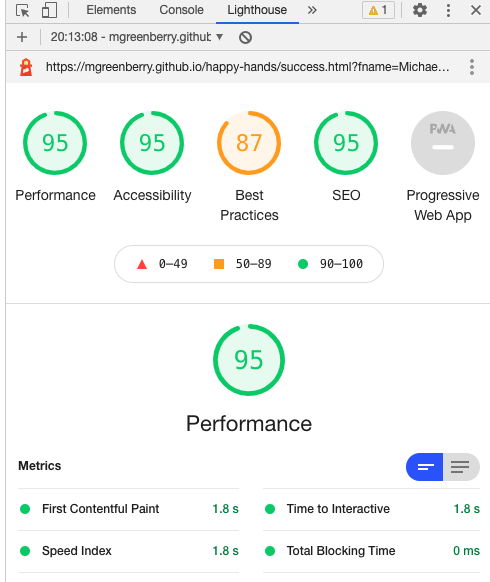 Elements Console Lighthouse » 1
20:13:08 - mgreenberry.github
https://mgreenberry.github.io/happy-hands/success.html?fname=Michae...
95 95 87 95 PWA
Performance Accessibility Best Practices SEO Progressive Web App
0–49 50–89 90–100
95
Performance
Metrics
First Contentful Paint 1.8 s Time to Interactive 1.8 s
Speed Index 1.8 s Total Blocking Time 0 ms